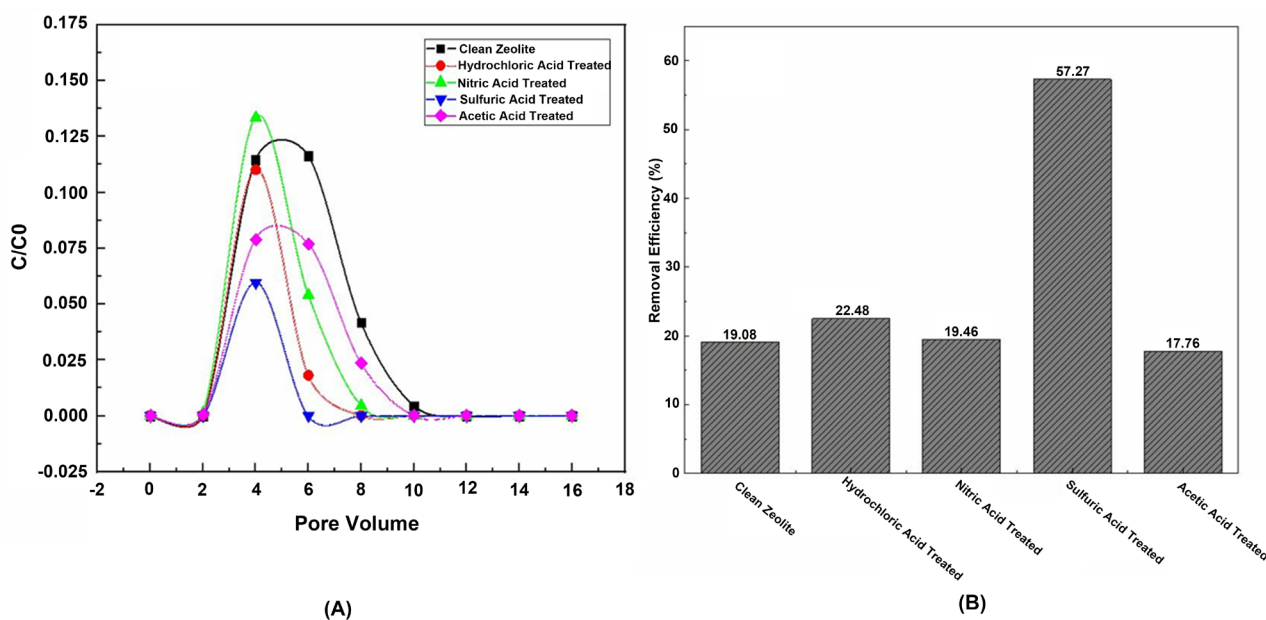 0.175
0.150
0.125
0.100
0.075
0.050
0.025
0.000
-0.025
C/C0
-2 0 2 4 6 8 10 12 14 16 18
Pore Volume
Clean Zeolite
Hydrochloric Acid Treated
Nitric Acid Treated
Sulfuric Acid Treated
Acetic Acid Treated
(A)
60
50
40
30
20
10
0
Removal Efficiency (%)
19.08
22.48
19.46
57.27
17.76
Clean Zeolite
Hydrochloric Acid Treated
Nitric Acid Treated
Sulfuric Acid Treated
Acetic Acid Treated
(B)